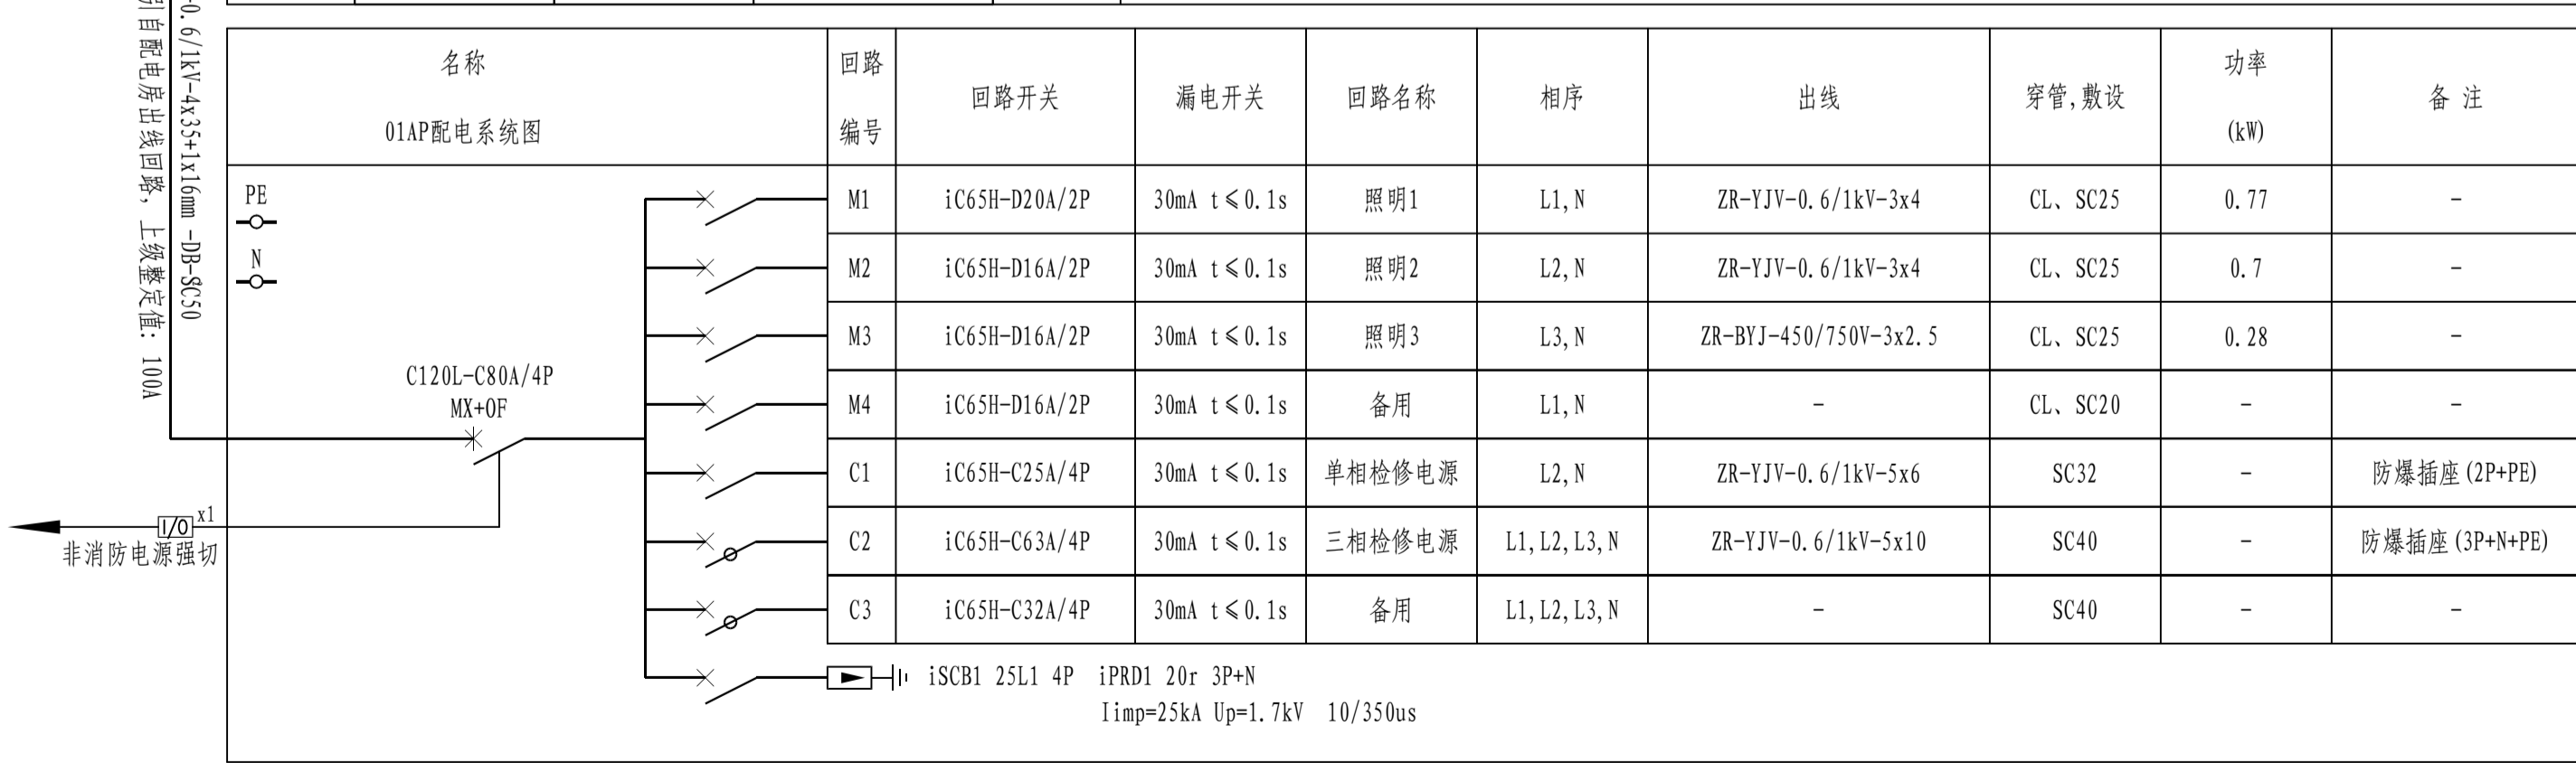 引自配电房出线回路, 上级整定值: 100A
-0.6/1kV-4x35+1x16mm -DB-SC50
名称
01AP配电系统图
回路
编号
回路开关
漏电开关
回路名称
相序
出线
穿管,敷设
功率
(kW)
备 注
PE
N
C120L-C80A/4P
MX+OF
I/O
x1
非消防电源强切
M1 iC65H-D20A/2P 30mA t≤0.1s 照明1 L1,N ZR-YJV-0.6/1kV-3x4 CL、SC25 0.77 -
M2 iC65H-D16A/2P 30mA t≤0.1s 照明2 L2,N ZR-YJV-0.6/1kV-3x4 CL、SC25 0.7 -
M3 iC65H-D16A/2P 30mA t≤0.1s 照明3 L3,N ZR-BYJ-450/750V-3x2.5 CL、SC25 0.28 -
M4 iC65H-D16A/2P 30mA t≤0.1s 备用 L1,N - CL、SC20 - -
C1 iC65H-C25A/4P 30mA t≤0.1s 单相检修电源 L2,N ZR-YJV-0.6/1kV-5x6 SC32 - 防爆插座(2P+PE)
C2 iC65H-C63A/4P 30mA t≤0.1s 三相检修电源 L1,L2,L3,N ZR-YJV-0.6/1kV-5x10 SC40 - 防爆插座(3P+N+PE)
C3 iC65H-C32A/4P 30mA t≤0.1s 备用 L1,L2,L3,N - SC40 - -
iSCB1 25L1 4P iPRD1 20r 3P+N
Iimp=25kA Up=1.7kV 10/350us